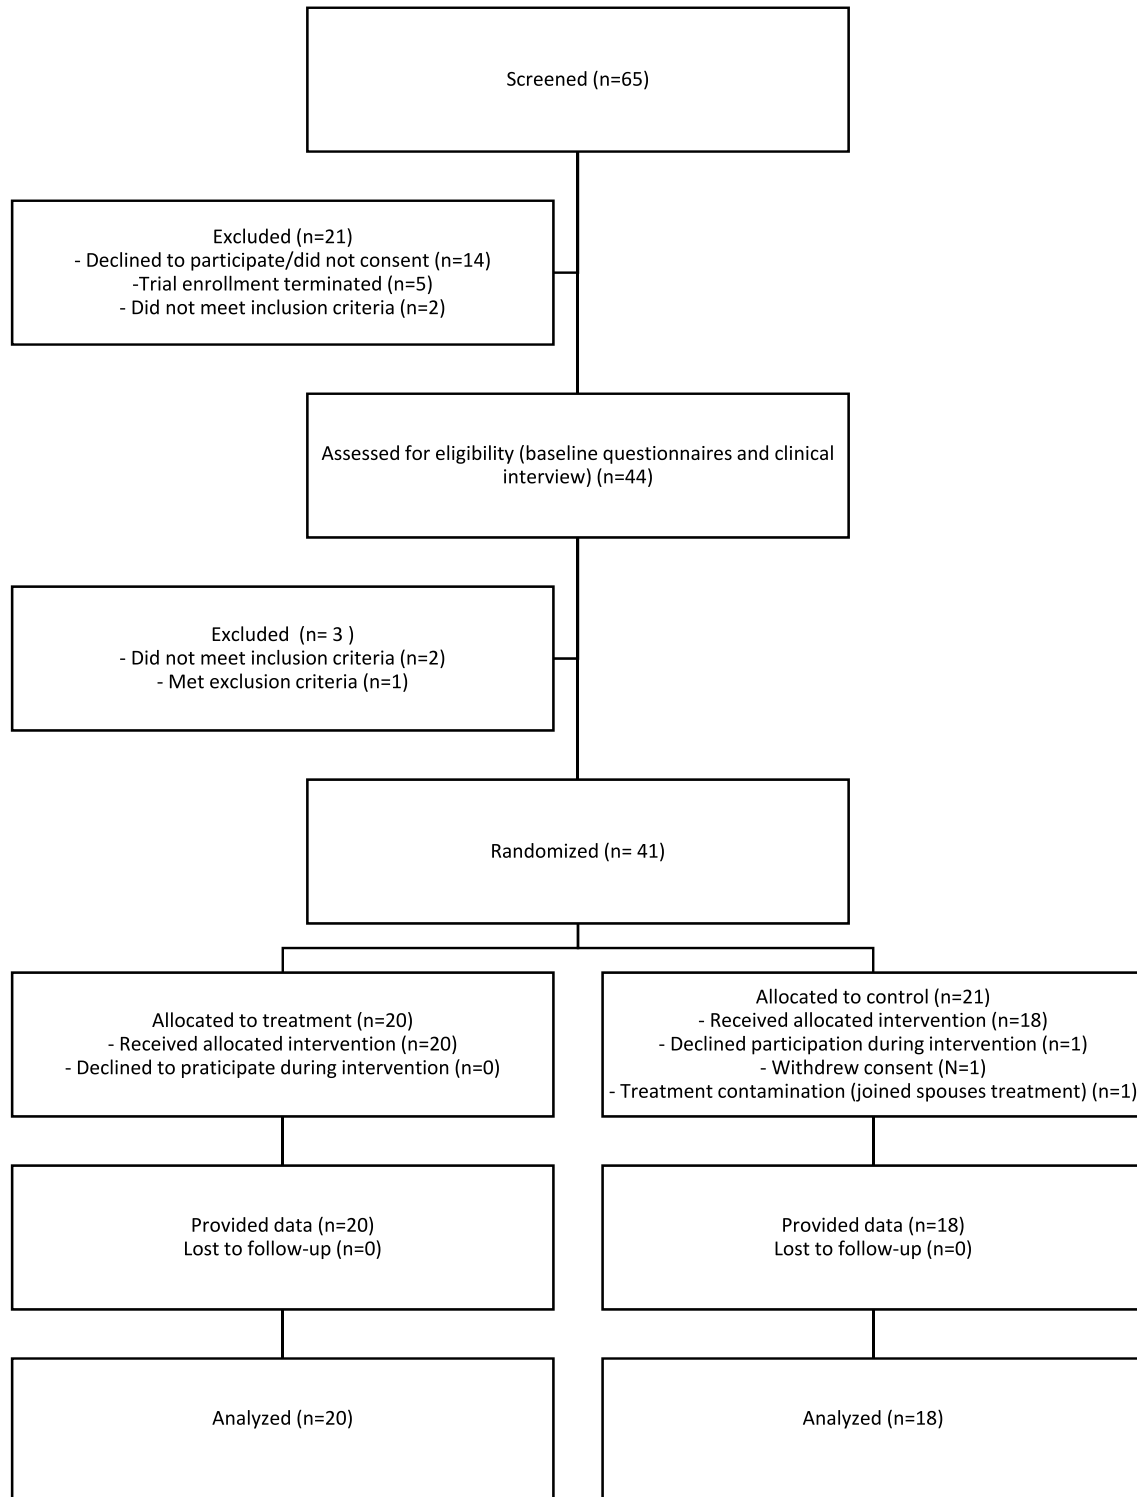 Screened (n=65)
Excluded (n=21)
- Declined to participate/did not consent (n=14)
-Trial enrollment terminated (n=5)
- Did not meet inclusion criteria (n=2)
Assessed for eligibility (baseline questionnaires and clinical
interview) (n=44)
Excluded  (n= 3 )
- Did not meet inclusion criteria (n=2)
- Met exclusion criteria (n=1)
Randomized (n= 41)
Allocated to treatment (n=20)
- Received allocated intervention (n=20)
- Declined to praticipate during intervention (n=0)
Allocated to control (n=21)
- Received allocated intervention (n=18)
- Declined participation during intervention (n=1)
- Withdrew consent (N=1)
- Treatment contamination (joined spouses treatment) (n=1)
Provided data (n=20)
Lost to follow-up (n=0)
Provided data (n=18)
Lost to follow-up (n=0)
Analyzed (n=20)
Analyzed (n=18)